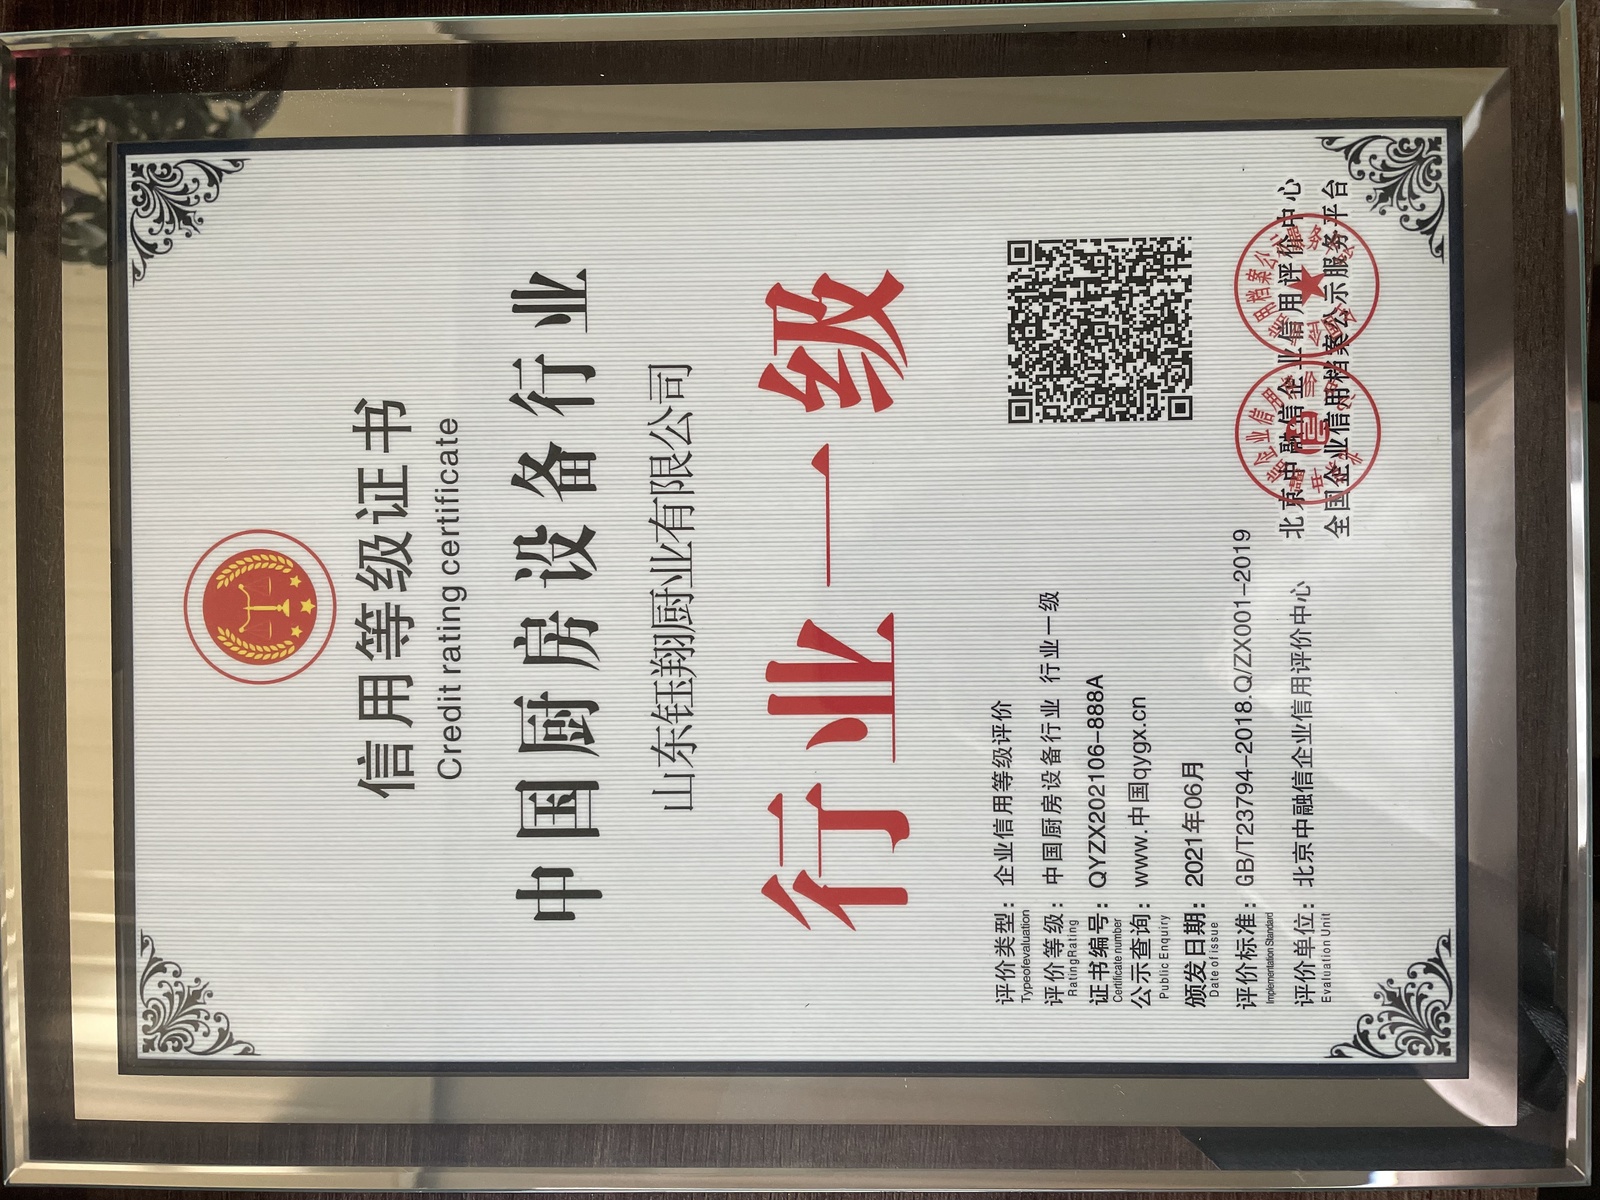 信用等级证书
Credit rating certificate
中国厨房设备行业
山东钰翔厨业有限公司
行业一级
评价类型：企业信用等级评价
Typeofevaluation
评价等级：中国厨房设备行业 行业一级
RatingRating
证书编号：QYZX202106-888A
Certificate number
公示查询：www.中国qygx.cn
Public Enquiry
颁发日期：2021年06月
Date of issue
评价标准：GB/T23794-2018.Q/ZX001-2019
Implementation Standard
评价单位：北京中融信企业信用评价中心
Evaluation Unit
北京中融信企业信用评价中心
全国企业信用档案公示服务平台